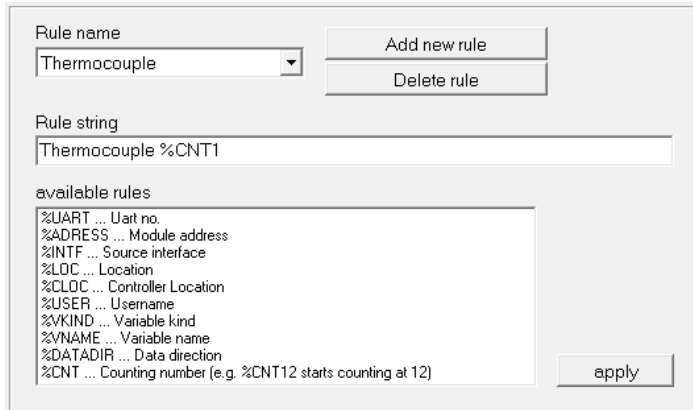 Rule name
Thermocouple
Add new rule
Delete rule
Rule string
Thermocouple %CNT1
available rules
%UART ... Uart no.
%ADRESS ... Module address
%INTF ... Source interface
%LOC ... Location
%CLOC ... Controller Location
%USER ... Username
%VKIND ... Variable kind
%VNAME ... Variable name
%DATADIR ... Data direction
%CNT ... Counting number (e.g. %CNT12 starts counting at 12)
apply